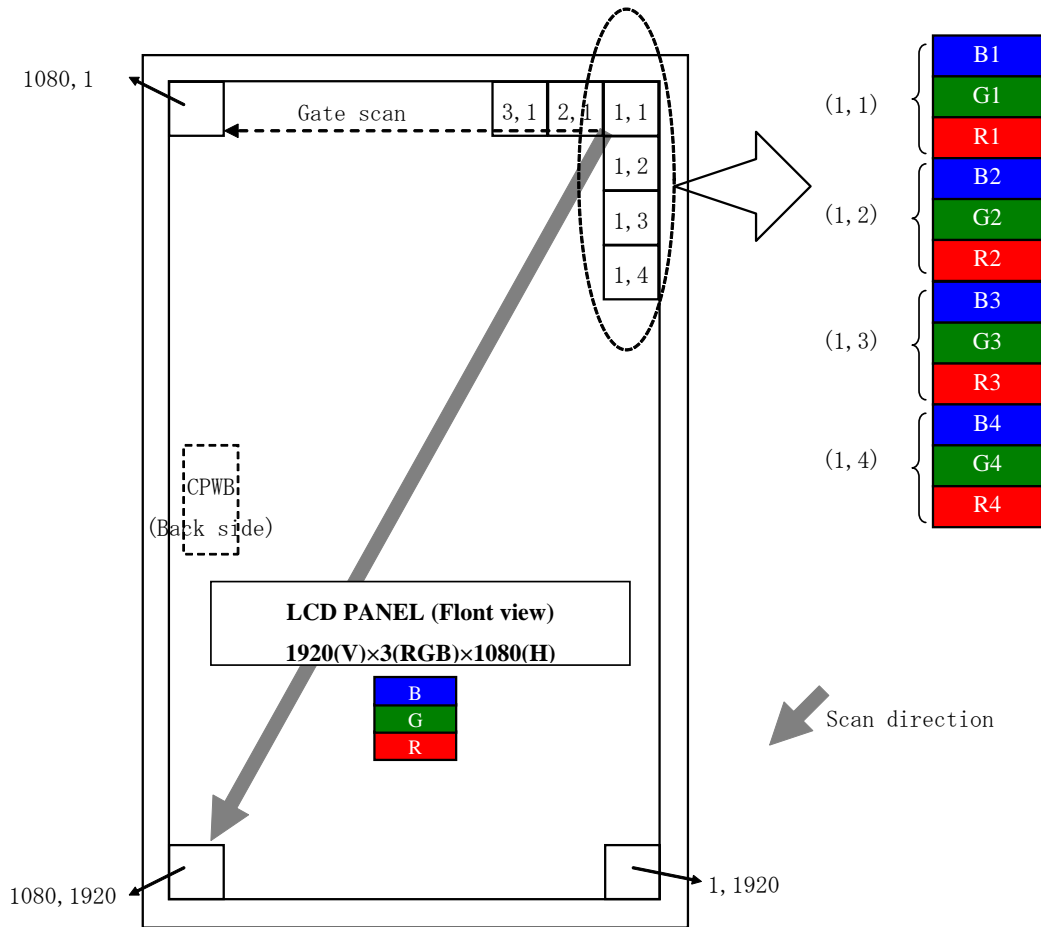 1080,1
Gate scan
3,1
2,1
1,1
1,2
1,3
1,4
(1,1)
B1
G1
R1
(1,2)
B2
G2
R2
(1,3)
B3
G3
R3
(1,4)
B4
G4
R4
CPWB
(Back side)
LCD PANEL (Flont view)
1920(V)×3(RGB)×1080(H)
B
G
R
Scan direction
1080,1920
1,1920